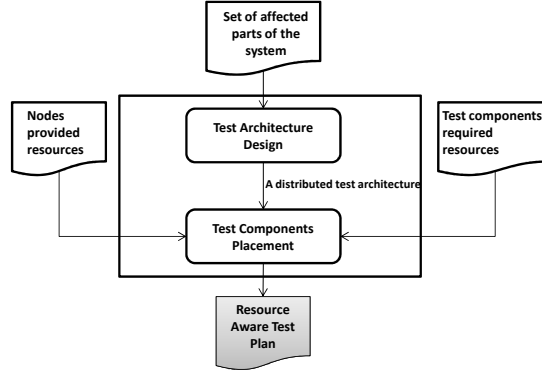 Set of affected
parts of the
system
Nodes
provided
resources
Test Architecture
Design
Test components
required
resources
A distributed test architecture
Test Components
Placement
Resource
Aware Test
Plan